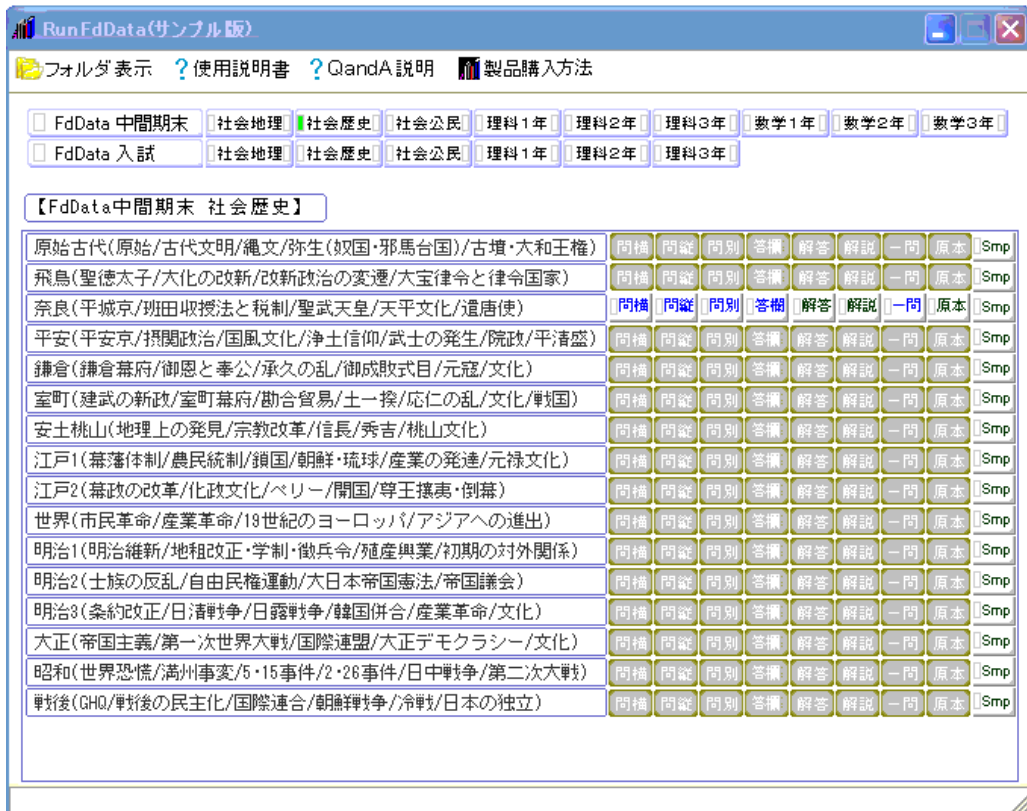 RunFdData(サンプル版)
フォルダ表示 ?使用説明書 ?QandA説明 製品購入方法
FdData 中間期末 社会地理 社会歴史 社会公民 理科1年 理科2年 理科3年 数学1年 数学2年 数学3年
FdData 入試 社会地理 社会歴史 社会公民 理科1年 理科2年 理科3年
【FdData中間期末 社会歴史】
原始古代(原始/古代文明/縄文/弥生(奴国・邪馬台国)/古墳・大和王権) 問横 問縦 問別 答欄 解答 解説 一問 原本 Smp
飛鳥(聖徳太子/大化の改新/改新政治の変遷/大宝律令と律令国家) 問横 問縦 問別 答欄 解答 解説 一問 原本 Smp
奈良(平城京/班田収授法と税制/聖武天皇/天平文化/遣唐使) 問横 問縦 問別 答欄 解答 解説 一問 原本 Smp
平安(平安京/摂関政治/国風文化/浄土信仰/武士の発生/院政/平清盛) 問横 問縦 問別 答欄 解答 解説 一問 原本 Smp
鎌倉(鎌倉幕府/御恩と奉公/承久の乱/御成敗式目/元寇/文化) 問横 問縦 問別 答欄 解答 解説 一問 原本 Smp
室町(建武の新政/室町幕府/勘合貿易/土一揆/応仁の乱/文化/戦国) 問横 問縦 問別 答欄 解答 解説 一問 原本 Smp
安土桃山(地理上の発見/宗教改革/信長/秀吉/桃山文化) 問横 問縦 問別 答欄 解答 解説 一問 原本 Smp
江戸1(幕藩体制/農民統制/鎖国/朝鮮・琉球/産業の発達/元禄文化) 問横 問縦 問別 答欄 解答 解説 一問 原本 Smp
江戸2(幕政の改革/化政文化/ペリー/開国/尊王攘夷・倒幕) 問横 問縦 問別 答欄 解答 解説 一問 原本 Smp
世界(市民革命/産業革命/19世紀のヨーロッパ/アジアへの進出) 問横 問縦 問別 答欄 解答 解説 一問 原本 Smp
明治1(明治維新/地租改正・学制・徴兵令/殖産興業/初期の対外関係) 問横 問縦 問別 答欄 解答 解説 一問 原本 Smp
明治2(士族の反乱/自由民権運動/大日本帝国憲法/帝国議会) 問横 問縦 問別 答欄 解答 解説 一問 原本 Smp
明治3(条約改正/日清戦争/日露戦争/韓国併合/産業革命/文化) 問横 問縦 問別 答欄 解答 解説 一問 原本 Smp
大正(帝国主義/第一次世界大戦/国際連盟/大正デモクラシー/文化) 問横 問縦 問別 答欄 解答 解説 一問 原本 Smp
昭和(世界恐慌/満州事変/5・15事件/2・26事件/日中戦争/第二次大戦) 問横 問縦 問別 答欄 解答 解説 一問 原本 Smp
戦後(GHQ/戦後の民主化/国際連合/朝鮮戦争/冷戦/日本の独立) 問横 問縦 問別 答欄 解答 解説 一問 原本 Smp